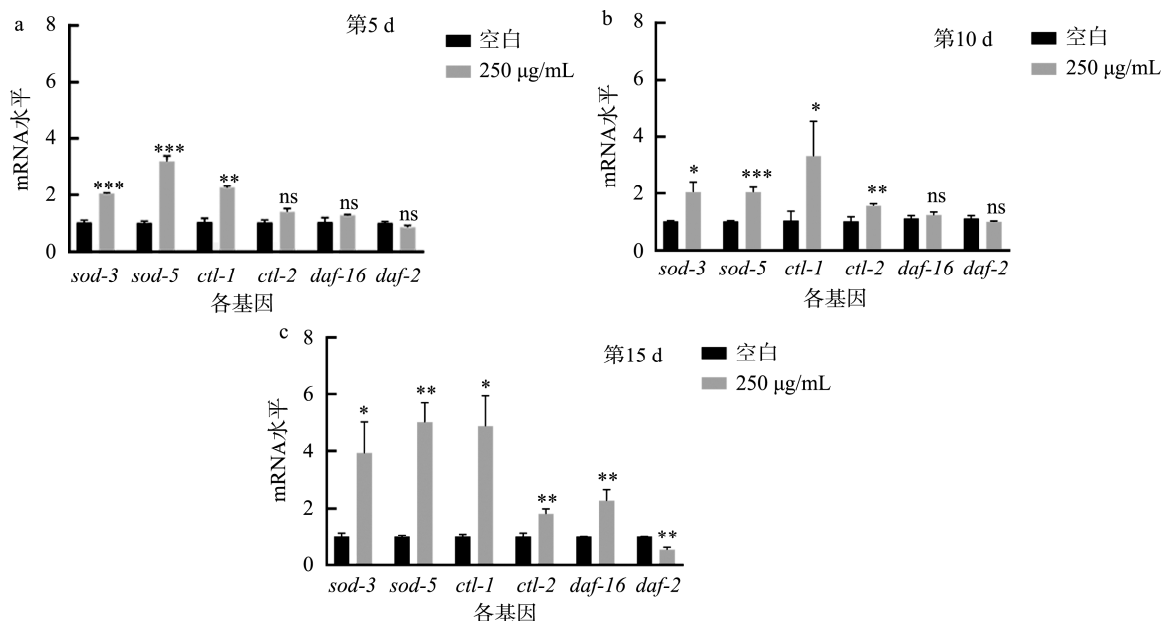 a
第5 d
空白
250 μg/mL
mRNA水平
8
6
4
2
0
*** *** ** ns ns ns
sod-3 sod-5 ctl-1 ctl-2 daf-16 daf-2
各基因
b
第10 d
空白
250 μg/mL
mRNA水平
8
6
4
2
0
* *** * ** ns ns
sod-3 sod-5 ctl-1 ctl-2 daf-16 daf-2
各基因
c
第15 d
空白
250 μg/mL
mRNA水平
8
6
4
2
0
* ** * ** ** **
sod-3 sod-5 ctl-1 ctl-2 daf-16 daf-2
各基因